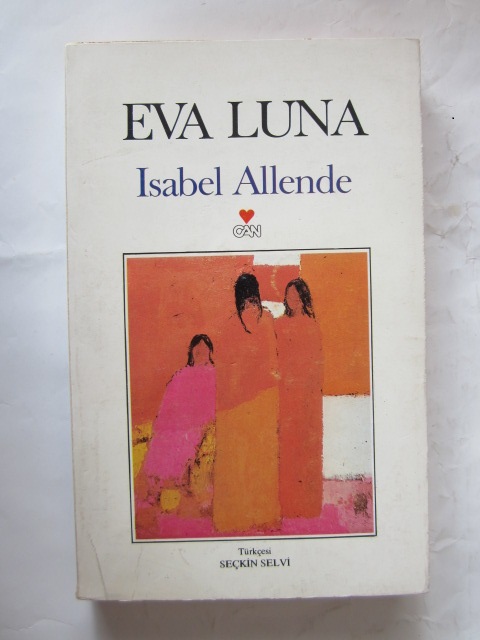 EVA LUNA
Isabel Allende
CAN
Türkçesi
SEÇKİN SELVİ